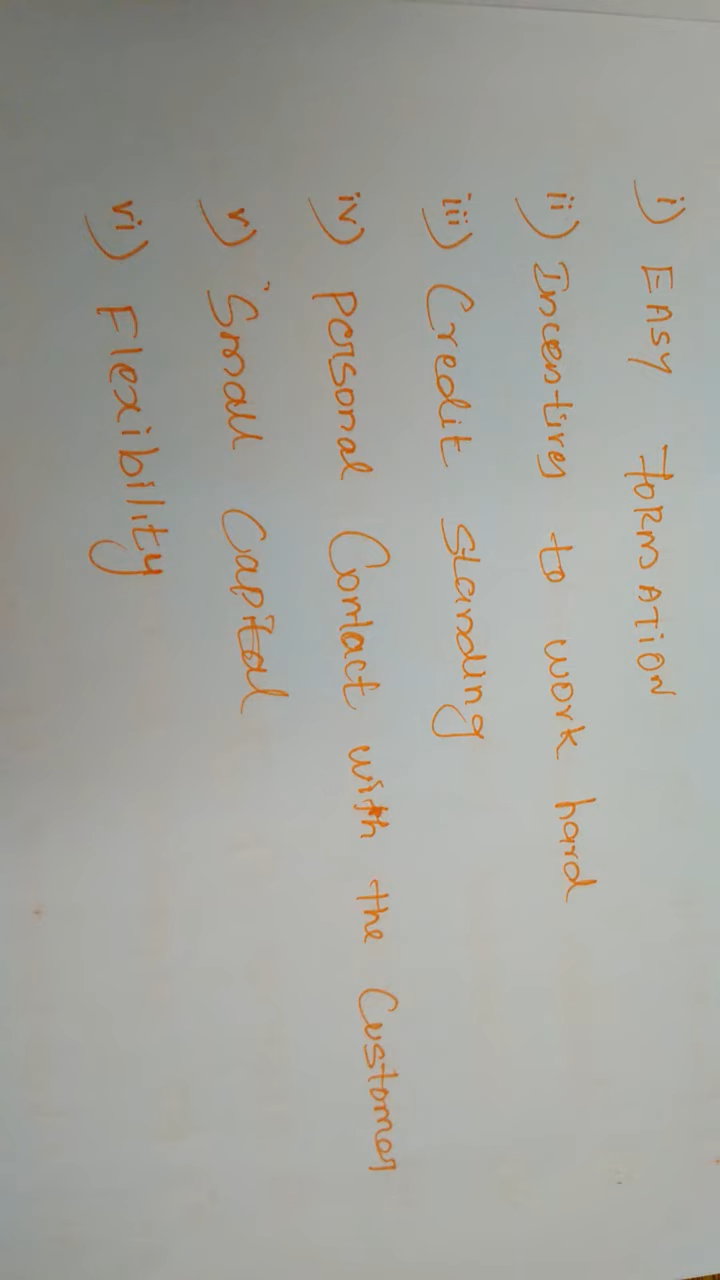 i) EASY FORMATION
ii) Incentives to work hard
iii) Credit standing
iv) personal Contact with the Customer
v) Small Capital
vi) Flexibility